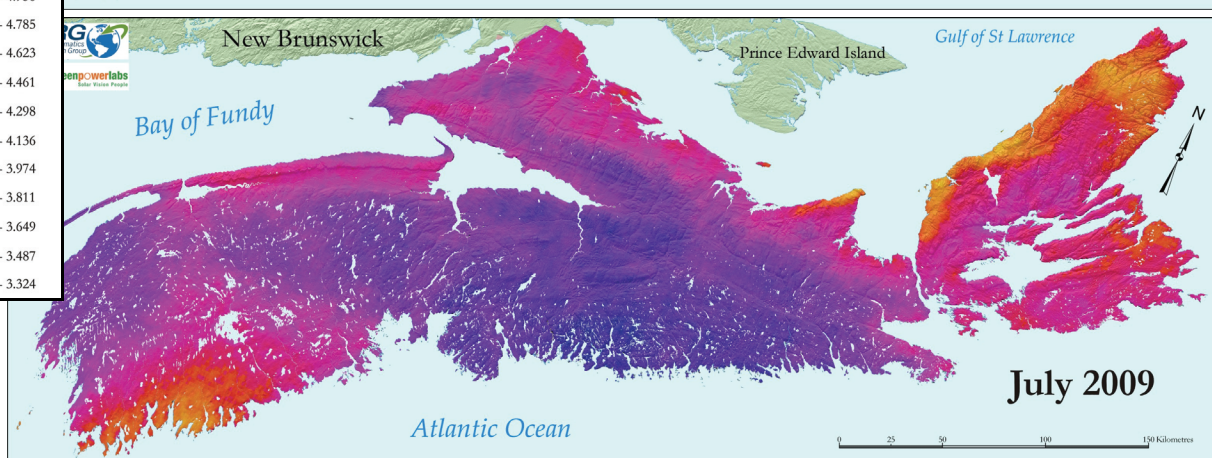 - 4.785
- 4.623
- 4.461
- 4.298
- 4.136
- 3.974
- 3.811
- 3.649
- 3.487
- 3.324
RG
matics
Group
eenpowerlabs
Solar Vision People
New Brunswick
Prince Edward Island
Gulf of St Lawrence
Bay of Fundy
N
July 2009
Atlantic Ocean
0 25 50 100 150 Kilometres